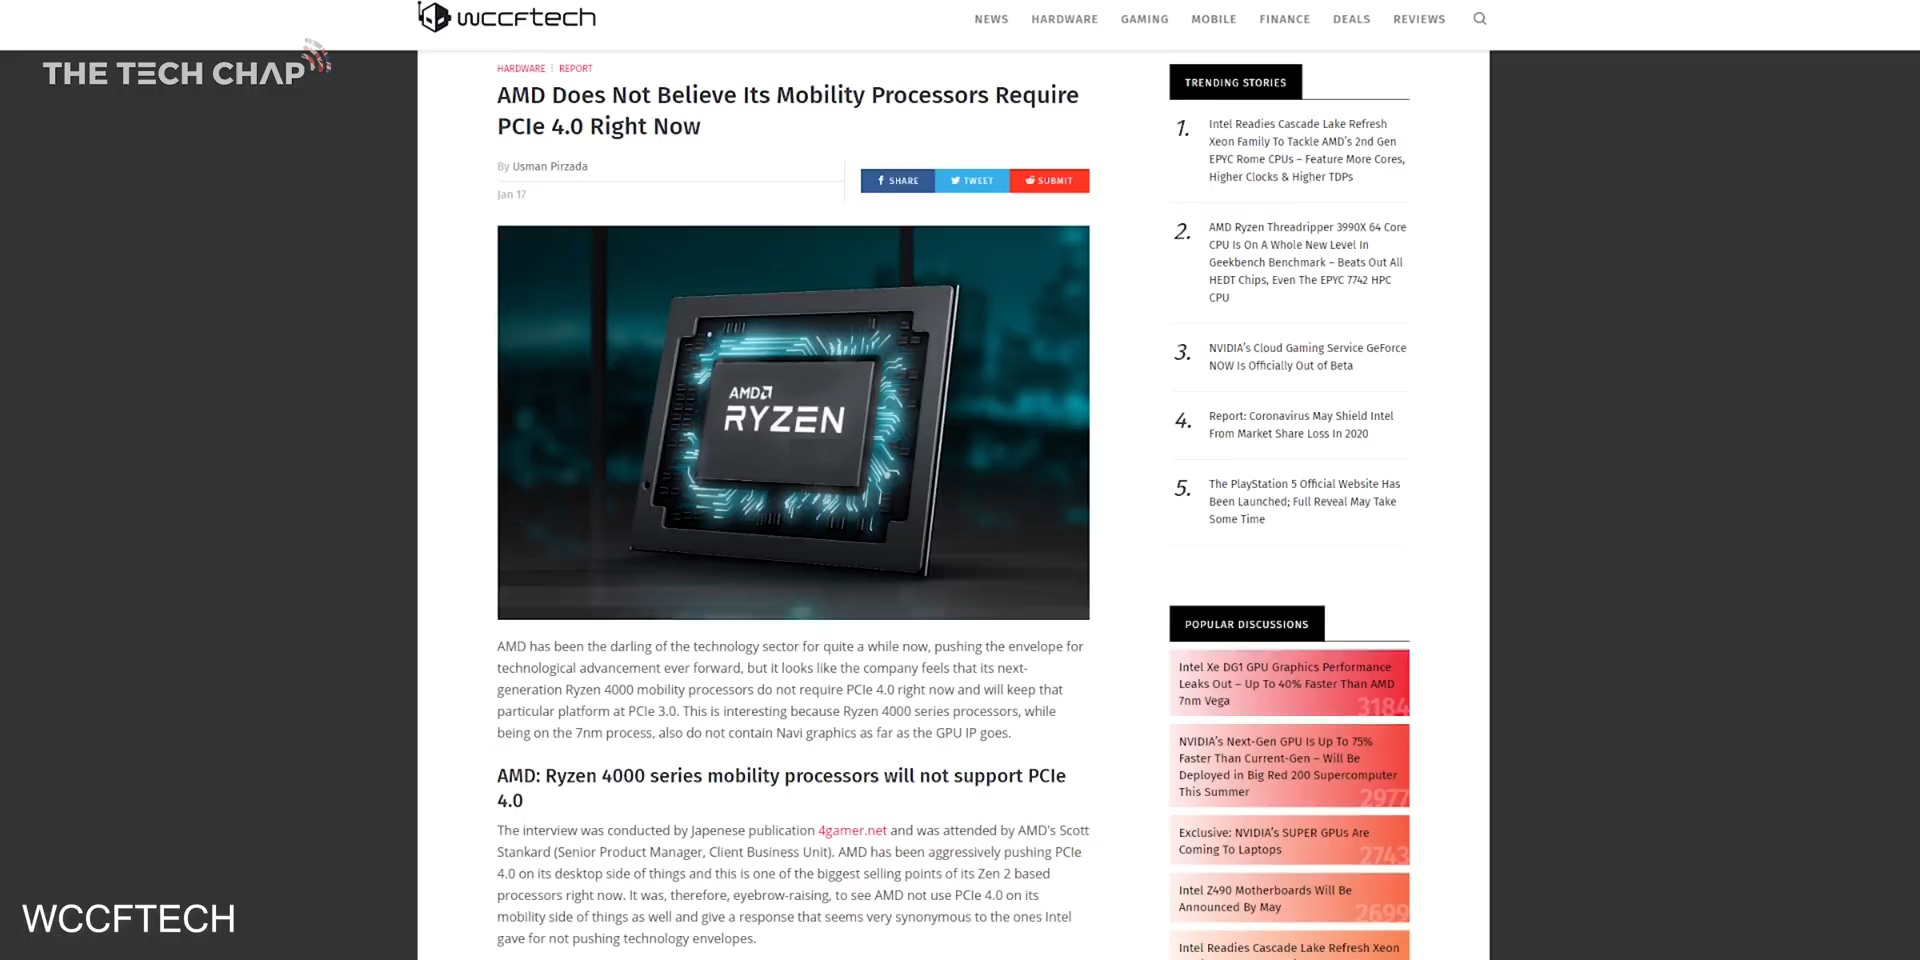 wccftech
NEWS HARDWARE GAMING MOBILE FINANCE DEALS REVIEWS
THE TECH CHAP
HARDWARE REPORT
AMD Does Not Believe Its Mobility Processors Require
PCIe 4.0 Right Now
By Usman Pirzada
Jan 17
SHARE TWEET SUBMIT
AMD
RYZEN
AMD has been the darling of the technology sector for quite a while now, pushing the envelope for
technological advancement ever forward, but it looks like the company feels that its next-
generation Ryzen 4000 mobility processors do not require PCIe 4.0 right now and will keep that
particular platform at PCIe 3.0. This is interesting because Ryzen 4000 series processors, while
being on the 7nm process, also do not contain Navi graphics as far as the GPU IP goes.
AMD: Ryzen 4000 series mobility processors will not support PCIe
4.0
The interview was conducted by Japenese publication 4gamer.net and was attended by AMD's Scott
Stankard (Senior Product Manager, Client Business Unit). AMD has been aggressively pushing PCIe
4.0 on its desktop side of things and this is one of the biggest selling points of its Zen 2 based
processors right now. It was, therefore, eyebrow-raising, to see AMD not use PCIe 4.0 on its
mobility side of things as well and give a response that seems very synonymous to the ones Intel
gave for not pushing technology envelopes.
TRENDING STORIES
1. Intel Readies Cascade Lake Refresh
Xeon Family To Tackle AMD's 2nd Gen
EPYC Rome CPUs – Feature More Cores,
Higher Clocks & Higher TDPs
2. AMD Ryzen Threadripper 3990X 64 Core
CPU Is On A Whole New Level In
Geekbench Benchmark – Beats Out All
HEDT Chips, Even The EPYC 7742 HPC
CPU
3. NVIDIA's Cloud Gaming Service GeForce
NOW Is Officially Out of Beta
4. Report: Coronavirus May Shield Intel
From Market Share Loss In 2020
5. The PlayStation 5 Official Website Has
Been Launched; Full Reveal May Take
Some Time
POPULAR DISCUSSIONS
Intel Xe DG1 GPU Graphics Performance
Leaks Out – Up To 40% Faster Than AMD
7nm Vega
3184
NVIDIA's Next-Gen GPU Is Up To 75%
Faster Than Current-Gen – Will Be
Deployed in Big Red 200 Supercomputer
This Summer
2977
Exclusive: NVIDIA's SUPER GPUs Are
Coming To Laptops
2743
Intel Z490 Motherboards Will Be
Announced By May
2699
Intel Readies Cascade Lake Refresh Xeon
WCCFTECH